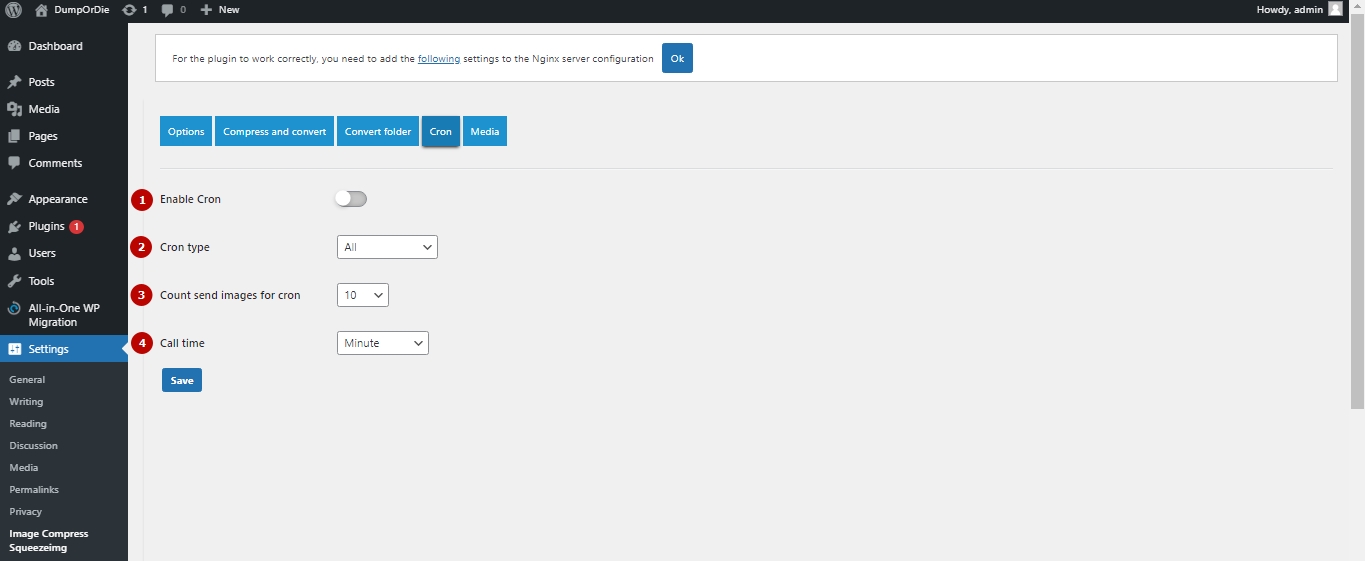 DumpOrDie 1 0 New Howdy, admin
Dashboard
Posts
Media
Pages
Comments
Appearance
Plugins 1
Users
Tools
All-in-One WP
Migration
Settings
General
Writing
Reading
Discussion
Media
Permalinks
Privacy
Image Compress
Squeezeimg
For the plugin to work correctly, you need to add the following settings to the Nginx server configuration Ok
Options Compress and convert Convert folder Cron Media
1 Enable Cron
2 Cron type All
3 Count send images for cron 10
4 Call time Minute
Save